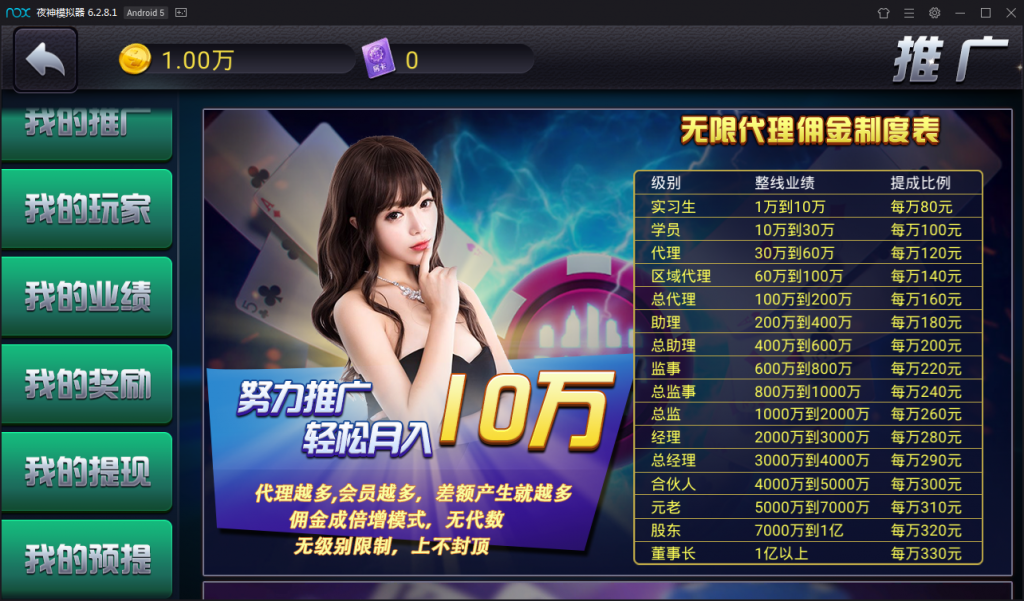 nox 夜神模拟器 6.2.8.1 Android 5
1.00万
房卡 0
推广
我的推广
我的玩家
我的业绩
我的奖励
我的提现
我的预提
努力推广
轻松月入10万
代理越多,会员越多，差额产生就越多
佣金成倍增模式，无代数
无级别限制，上不封顶
无限代理佣金制度表
级别 整线业绩 提成比例
实习生 1万到10万 每万80元
学员 10万到30万 每万100元
代理 30万到60万 每万120元
区域代理 60万到100万 每万140元
总代理 100万到200万 每万160元
助理 200万到400万 每万180元
总助理 400万到600万 每万200元
监事 600万到800万 每万220元
总监事 800万到1000万 每万240元
总监 1000万到2000万 每万260元
经理 2000万到3000万 每万280元
总经理 3000万到4000万 每万290元
合伙人 4000万到5000万 每万300元
元老 5000万到7000万 每万310元
股东 7000万到1亿 每万320元
董事长 1亿以上 每万330元